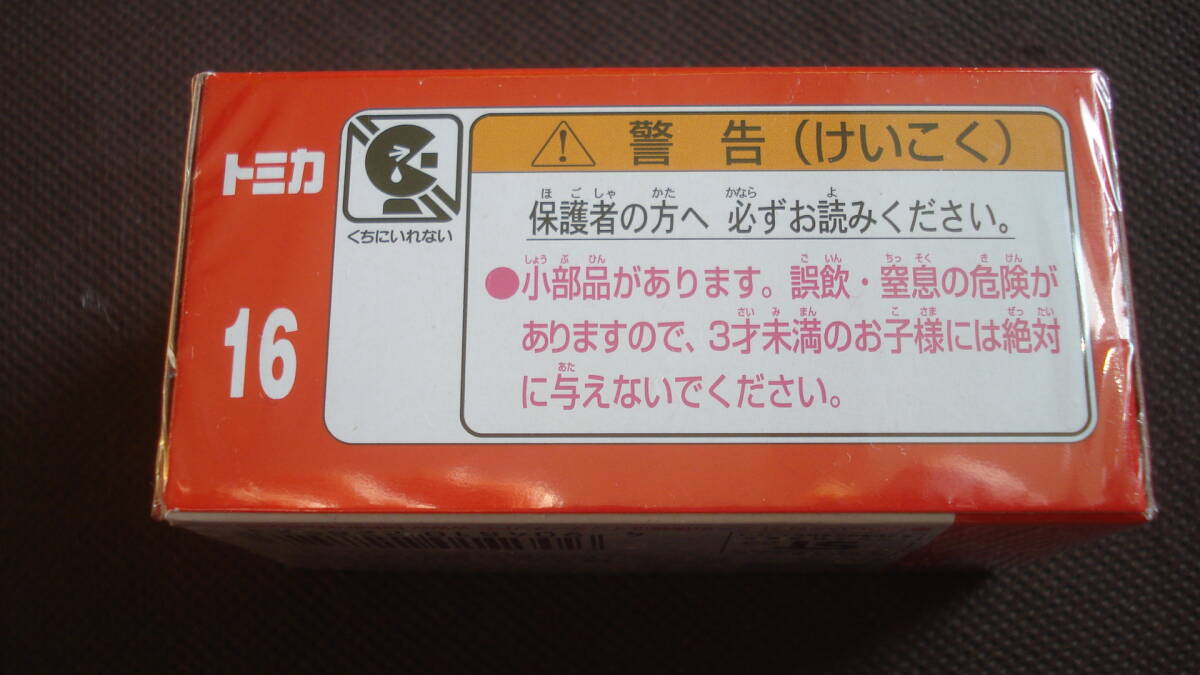 トミカ
16
くちにいれない
警告（けいこく）
ほごしゃ かた かなら よ
保護者の方へ 必ずお読みください。
しょうぶひん ごいん ちっそく きけん
●小部品があります。誤飲・窒息の危険が
さいみまん こさま ぜったい
ありますので、3才未満のお子様には絶対
あた
に与えないでください。